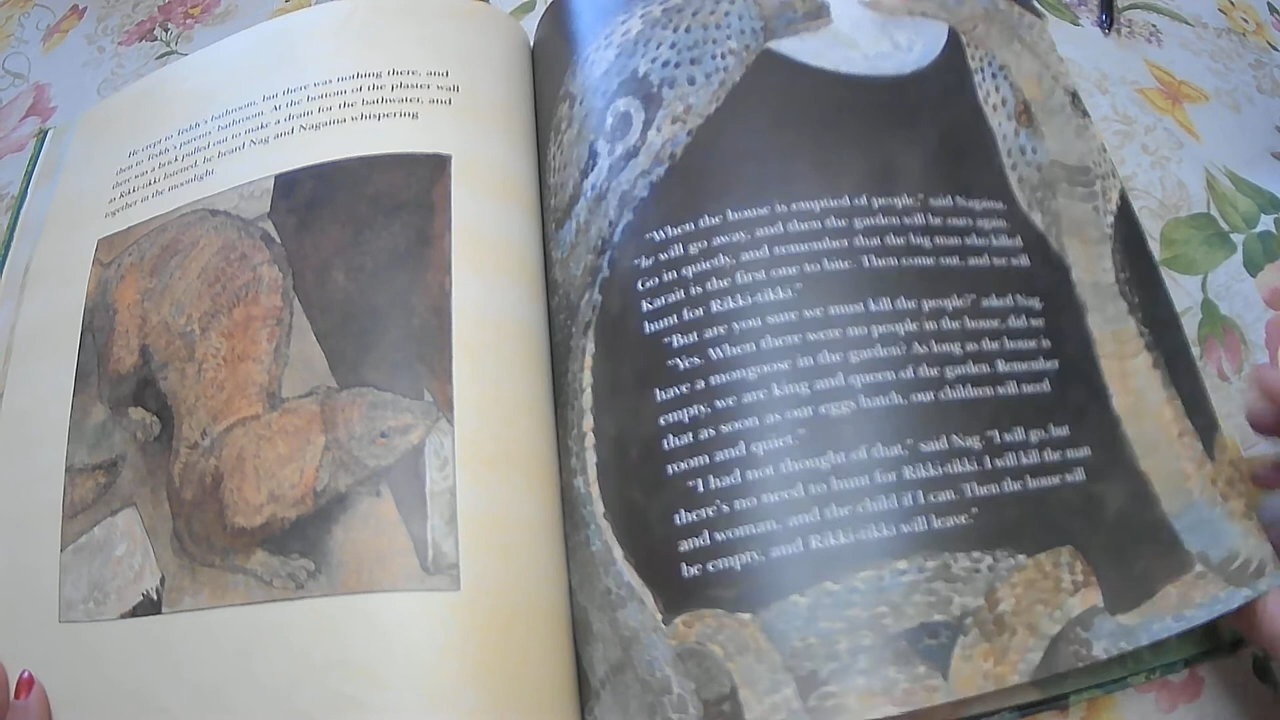 He crept to Teddy's bathroom, but there was nothing there, and
then to Teddy's parents' bathroom. At the bottom of the plaster wall
there was a brick pulled out to make a drain for the bathwater, and
as Rikki-tikki listened, he heard Nag and Nagaina whispering
together in the moonlight.
"When the house is emptied of people," said Nagaina,
"he will go away, and then the garden will be ours again.
Go in quietly, and remember that the big man who killed
Karait is the first one to bite. Then come out, and we will
hunt for Rikki-tikki."
"But are you sure we must kill the people?" asked Nag.
"Yes. When there were no people in the house, did we
have a mongoose in the garden? As long as the house is
empty, we are king and queen of the garden. Remember
that as soon as our eggs hatch, our children will need
room and quiet."
"I had not thought of that," said Nag. "I will go, but
there's no need to hunt for Rikki-tikki. I will kill the man
and woman, and the child if I can. Then the house will
be empty, and Rikki-tikki will leave."